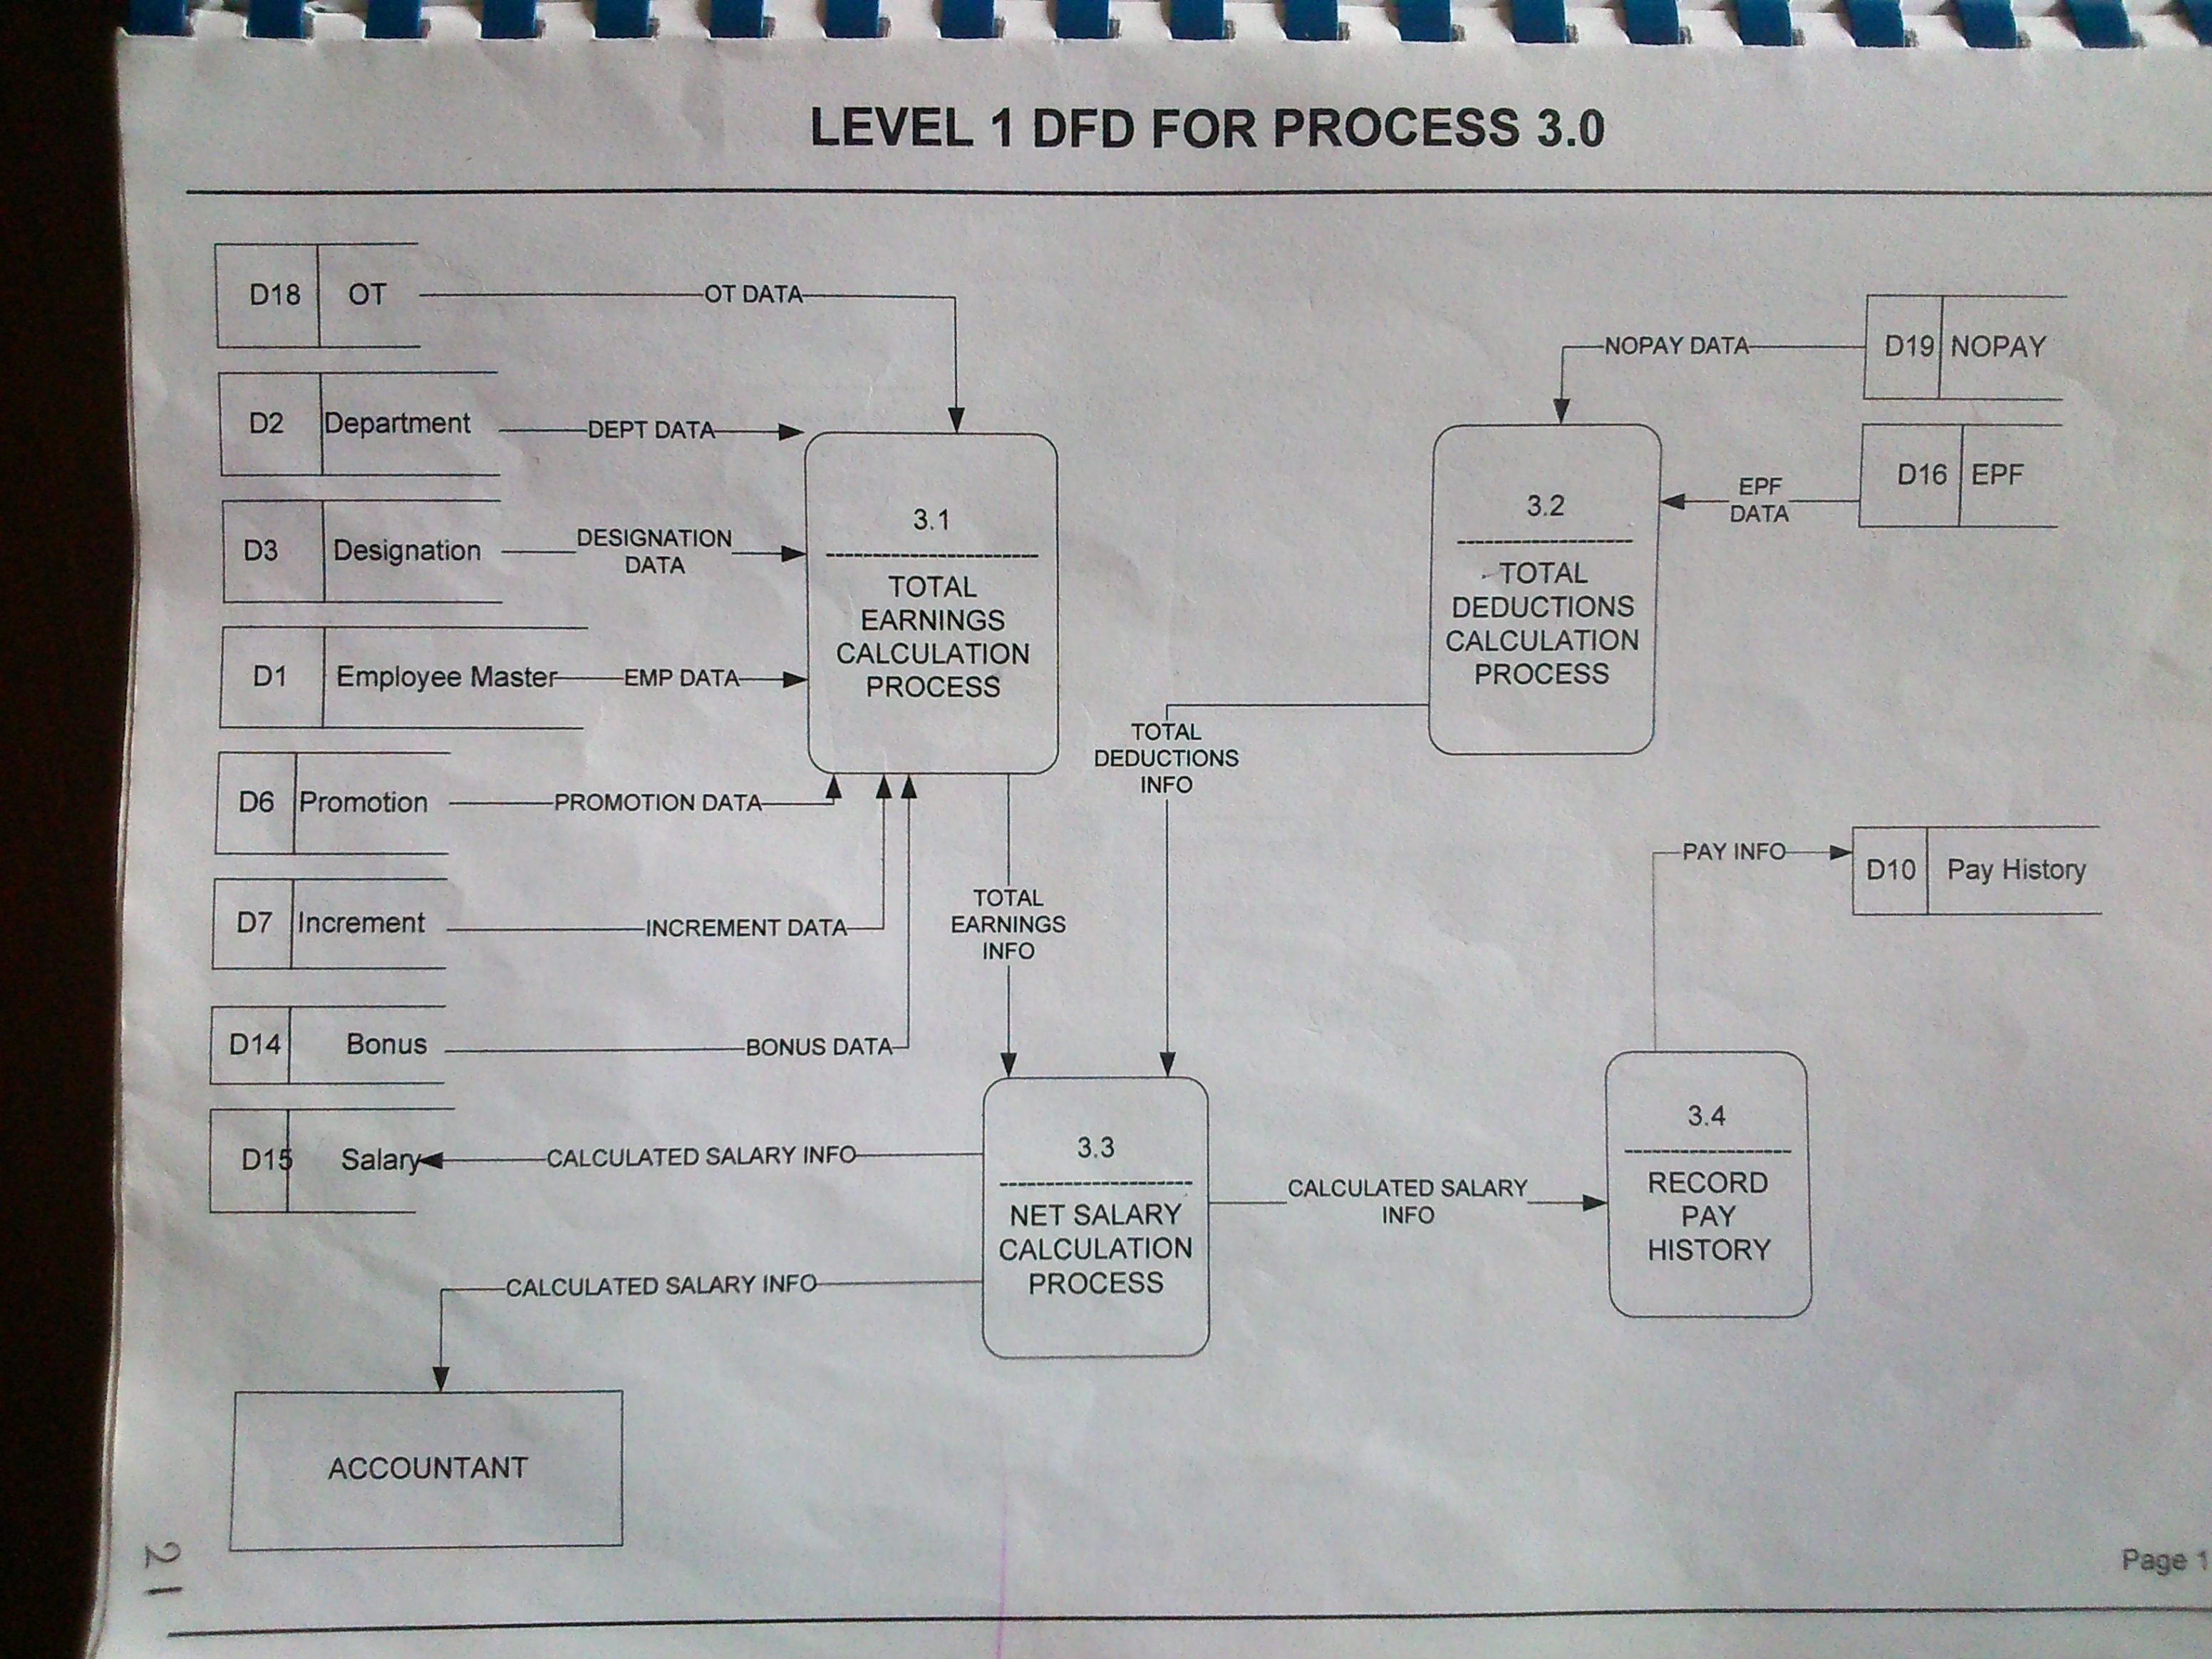 LEVEL 1 DFD FOR PROCESS 3.0
D18 OT
OT DATA
D2 Department
DEPT DATA
D3 Designation
DESIGNATION
DATA
D1 Employee Master
EMP DATA
D6 Promotion
PROMOTION DATA
D7 Increment
INCREMENT DATA
D14 Bonus
BONUS DATA
D15 Salary
CALCULATED SALARY INFO
CALCULATED SALARY INFO
ACCOUNTANT
3.1
TOTAL
EARNINGS
CALCULATION
PROCESS
TOTAL
EARNINGS
INFO
TOTAL
DEDUCTIONS
INFO
3.2
TOTAL
DEDUCTIONS
CALCULATION
PROCESS
NOPAY DATA
D19 NOPAY
EPF
DATA
D16 EPF
3.3
NET SALARY
CALCULATION
PROCESS
CALCULATED SALARY
INFO
3.4
RECORD
PAY
HISTORY
PAY INFO
D10 Pay History
21
Page 1